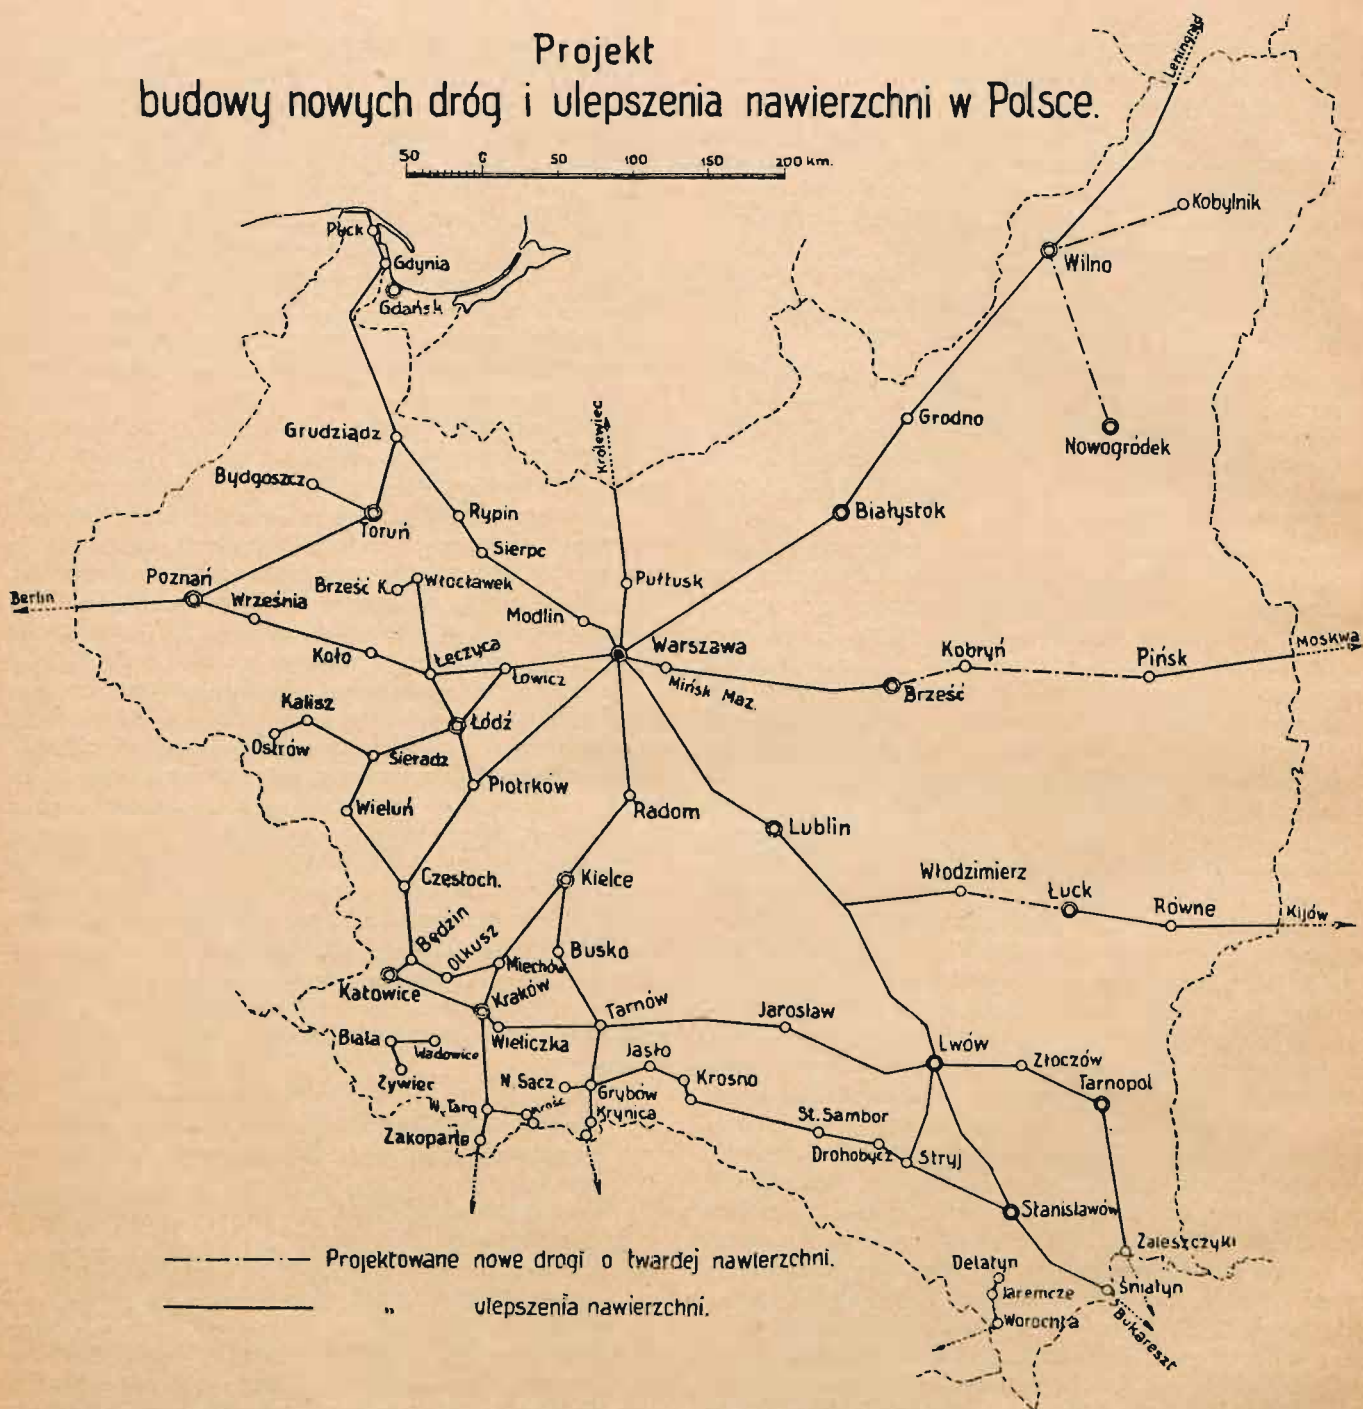 Projekt
budowy nowych dróg i ulepszenia nawierzchni w Polsce.
50 0 50 100 150 200 km.
Leningrad
Kobylnik
Wilno
Puck
Gdynia
Gdańsk
Królewiec
Grodno
Nowogródek
Grudziądz
Bydgoszcz
Toruń
Rypin
Sierpc
Białystok
Poznań
Berlin
Września
Brześć K.
Włocławek
Pułtusk
Modlin
Warszawa
Koło
Łęczyca
Łowicz
Mińsk Maz.
Kobryń
Brześć
Pińsk
Moskwa
Kalisz
Ostrów
Łódź
Sieradz
Piotrków
Wieluń
Radom
Lublin
Częstoch.
Kielce
Włodzimierz
Łuck
Równe
Kijów
Będzin
Olkusz
Miechów
Busko
Katowice
Kraków
Tarnów
Jarosław
Biała
Wadowice
Wieliczka
Żywiec
Jasło
Krosno
Lwów
Złoczów
Tarnopol
N. Sącz
Grybów
N. Targ
Krynica
Zakopane
St. Sambor
Drohobycz
Stryj
Stanisławów
Zaleszczyki
Delatyn
Jaremcze
Śniatyn
Worochta
Bukareszt
Projektowane nowe drogi o twardej nawierzchni.
„ ulepszenia nawierzchni.